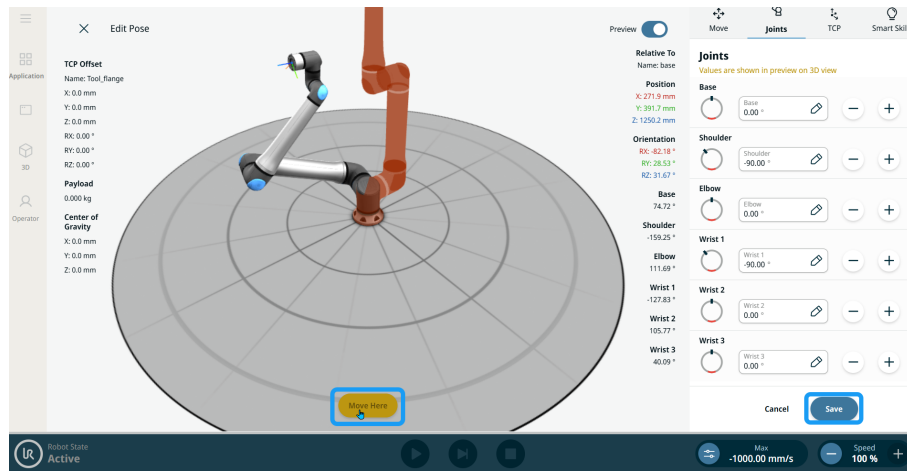 Edit Pose
Preview
Move
Joints
TCP
Smart Skil
Application
3D
Operator
TCP Offset
Name: Tool_flange
X: 0.0 mm
Y: 0.0 mm
Z: 0.0 mm
RX: 0.00 °
RY: 0.00 °
RZ: 0.00 °
Payload
0.000 kg
Center of
Gravity
X: 0.0 mm
Y: 0.0 mm
Z: 0.0 mm
Relative To
Name: base
Position
X: 271.9 mm
Y: 391.7 mm
Z: 1250.2 mm
Orientation
RX: -82.18 °
RY: 28.53 °
RZ: 31.67 °
Base
74.72 °
Shoulder
-159.25 °
Elbow
111.69 °
Wrist 1
-127.83 °
Wrist 2
105.77 °
Wrist 3
40.09 °
Joints
Values are shown in preview on 3D view
Base
Base
0.00 °
Shoulder
Shoulder
-90.00 °
Elbow
Elbow
0.00 °
Wrist 1
Wrist 1
-90.00 °
Wrist 2
Wrist 2
0.00 °
Wrist 3
Wrist 3
0.00 °
Move Here
Cancel
Save
UR
Robot State
Active
Max
-1000.00 mm/s
Speed
100 %